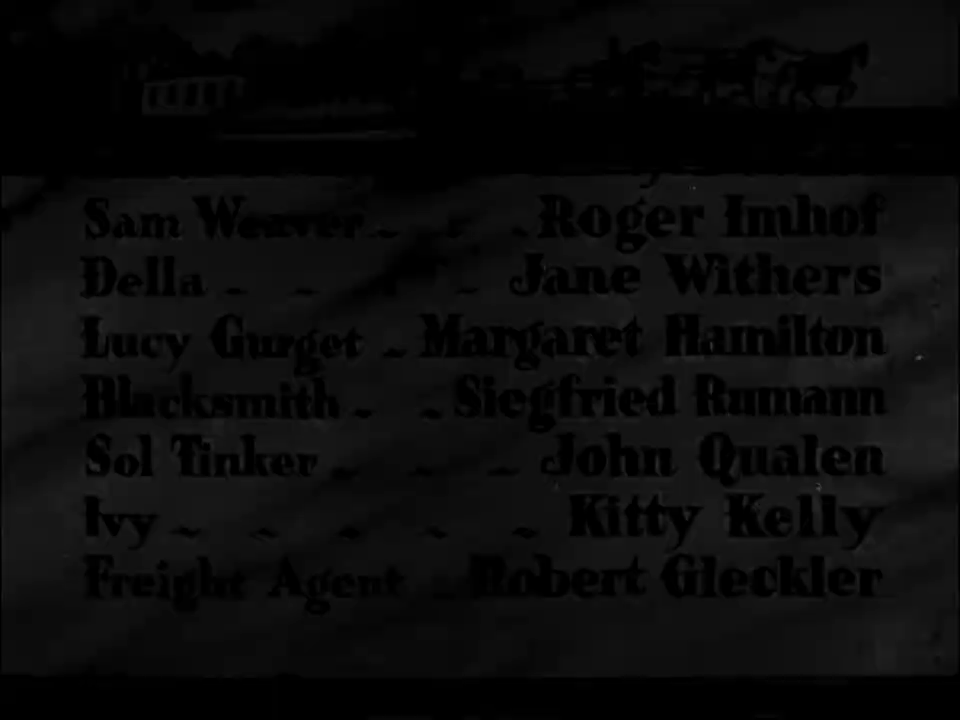 Sam Weaver Roger Imhof
Della Jane Withers
Lucy Gurget Margaret Hamilton
Blacksmith Siegfried Rumann
Sol Tinker John Qualen
Ivy Kitty Kelly
Freight Agent Robert Gleckler